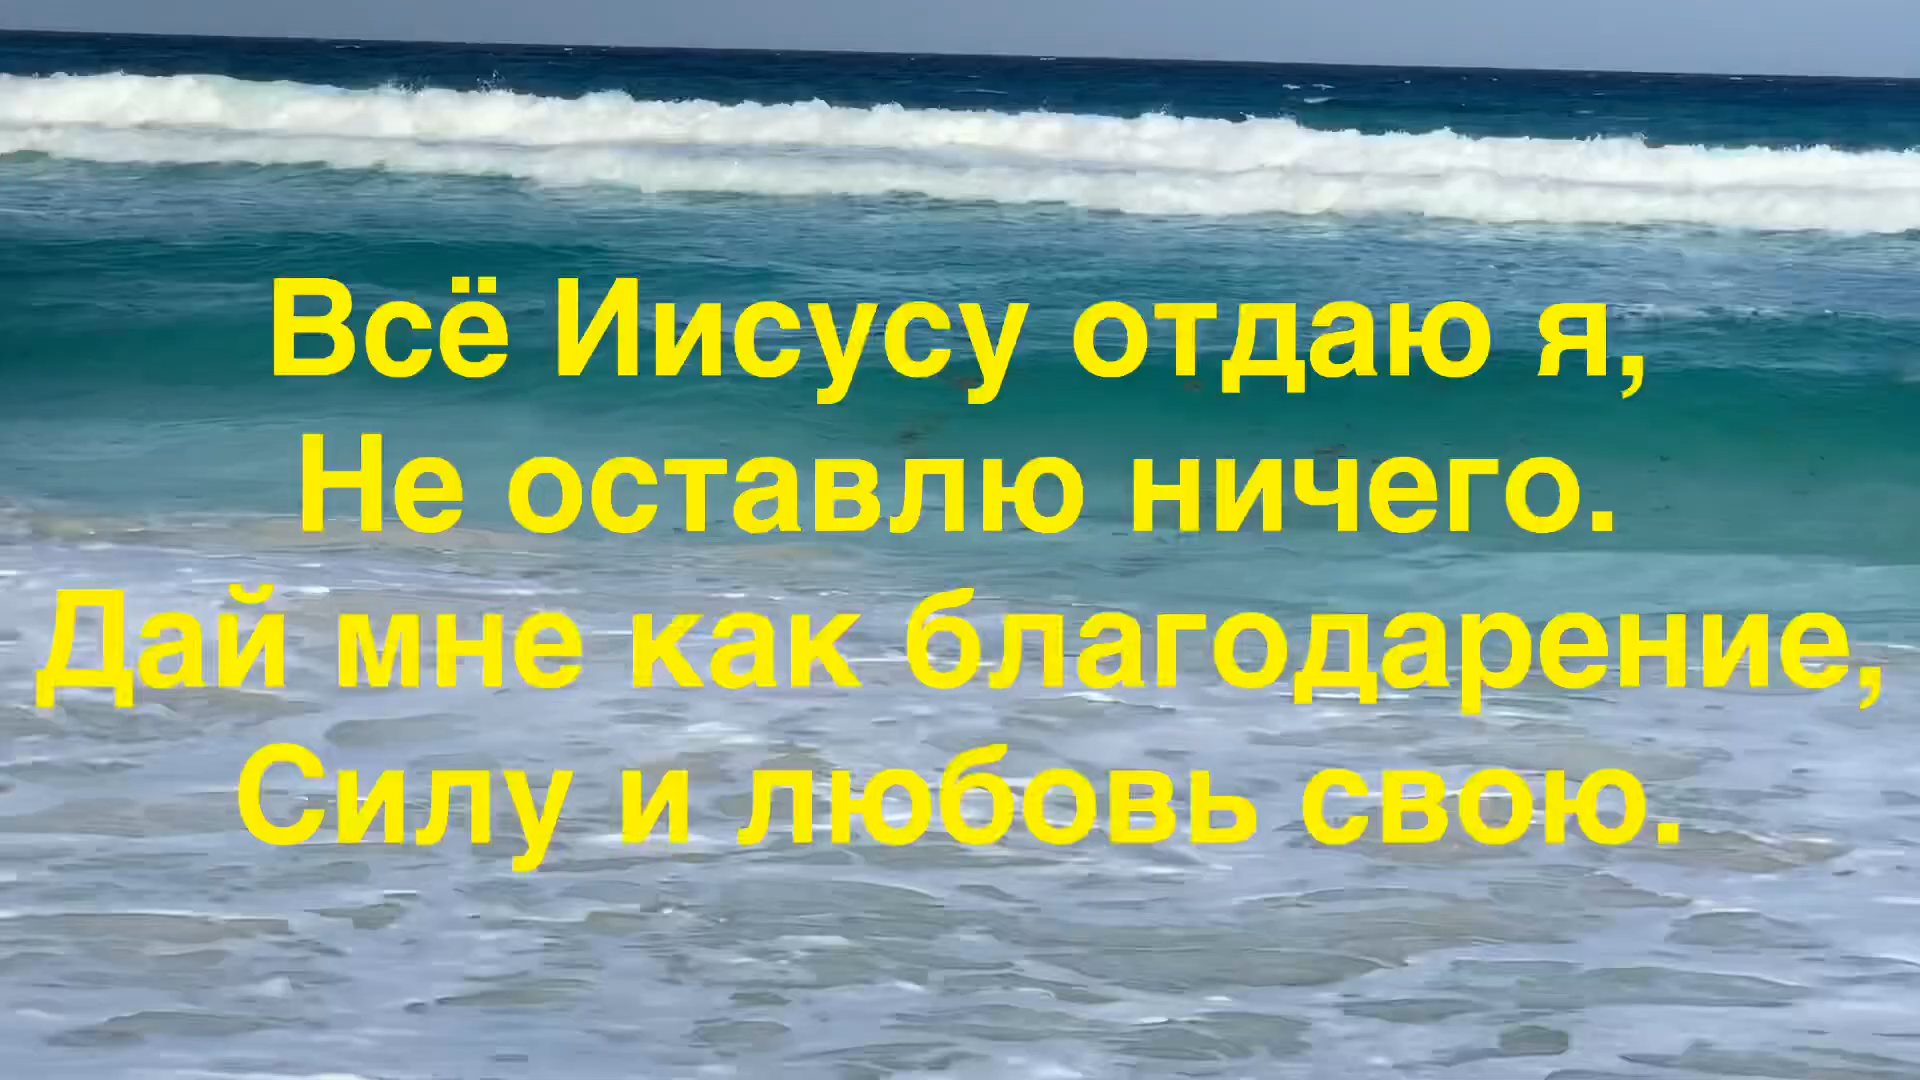 Всё Иисусу отдаю я,
Не оставлю ничего.
Дай мне как благодарение,
Силу и любовь свою.